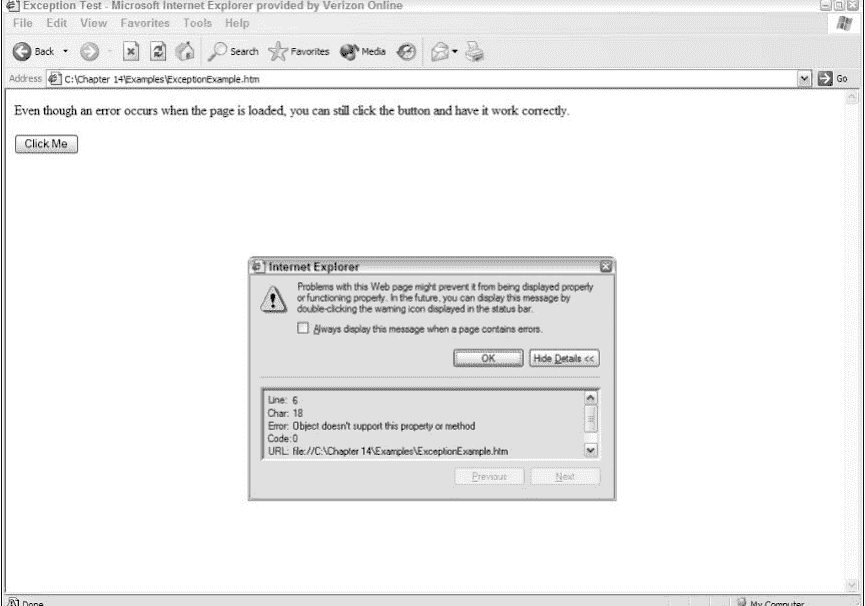 Exception Test - Microsoft Internet Explorer provided by Verizon Online
File Edit View Favorites Tools Help
Back Search Favorites Media
Address C:\Chapter 14\Examples\ExceptionExample.htm Go
Even though an error occurs when the page is loaded, you can still click the button and have it work correctly.
Click Me
Internet Explorer
Problems with this Web page might prevent it from being displayed properly
or functioning properly. In the future, you can display this message by
double-clicking the warning icon displayed in the status bar.
Always display this message when a page contains errors.
OK Hide Details <<
Line: 6
Char: 18
Error: Object doesn't support this property or method
Code:0
URL: file://C:\Chapter 14\Examples\ExceptionExample.htm
Previous Next
Done My Computer